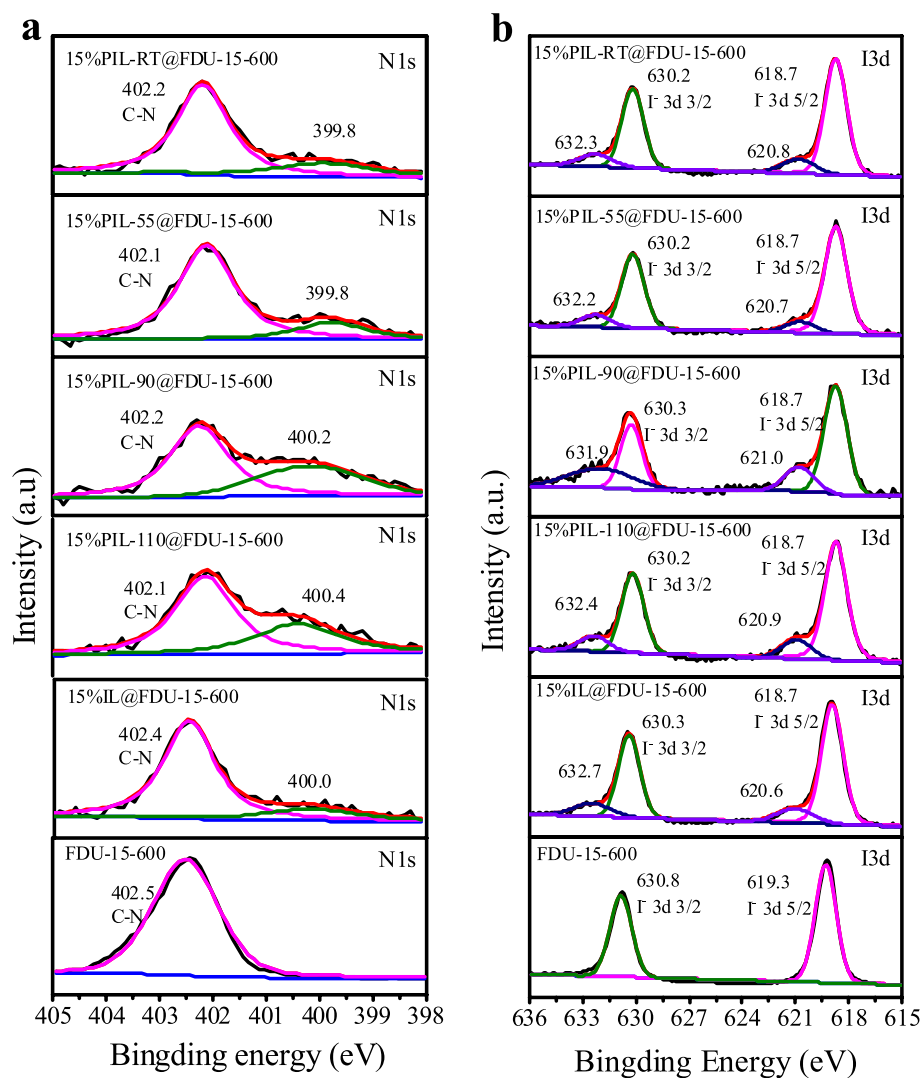 a
15%PIL-RT@FDU-15-600
N1s
402.2
C-N
399.8
15%PIL-55@FDU-15-600
N1s
402.1
C-N
399.8
15%PIL-90@FDU-15-600
N1s
402.2
C-N
400.2
15%PIL-110@FDU-15-600
N1s
402.1
C-N
400.4
15%IL@FDU-15-600
N1s
402.4
C-N
400.0
FDU-15-600
N1s
402.5
C-N
405 404 403 402 401 400 399 398
Bingding energy (eV)
Intensity (a.u)
b
15%PIL-RT@FDU-15-600
I3d
630.2
I⁻ 3d 3/2
618.7
I⁻ 3d 5/2
632.3
620.8
15%PIL-55@FDU-15-600
I3d
630.2
I⁻ 3d 3/2
618.7
I⁻ 3d 5/2
632.2
620.7
15%PIL-90@FDU-15-600
I3d
630.3
I⁻ 3d 3/2
618.7
I⁻ 3d 5/2
631.9
621.0
15%PIL-110@FDU-15-600
I3d
630.2
I⁻ 3d 3/2
618.7
I⁻ 3d 5/2
632.4
620.9
15%IL@FDU-15-600
I3d
630.3
I⁻ 3d 3/2
618.7
I⁻ 3d 5/2
632.7
620.6
FDU-15-600
I3d
630.8
I⁻ 3d 3/2
619.3
I⁻ 3d 5/2
636 633 630 627 624 621 618 615
Bingding Energy (eV)
Intensity (a.u.)